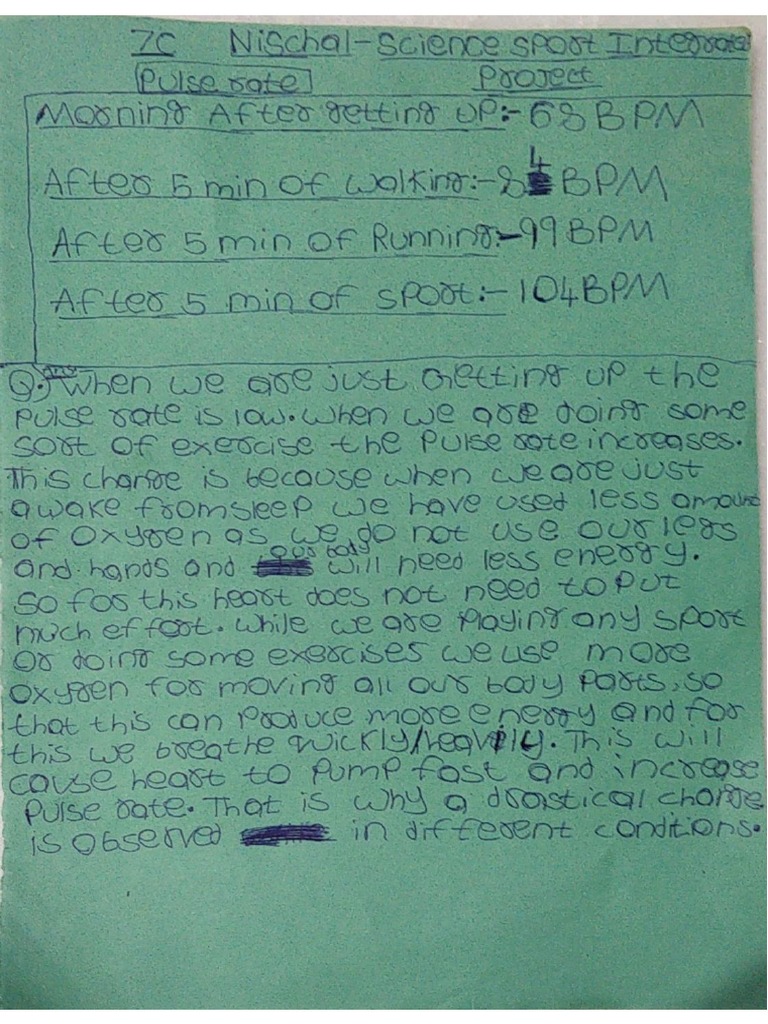 7C Nischal-Science Sport Integrated
Pulse rate Project
Morning After getting up:- 68 BPM
After 5 min of walking:- 84 BPM
After 5 min of Running:- 99 BPM
After 5 min of sport:- 104 BPM
Q. ans When we are just Getting up the
pulse rate is low. When we are doing some
sort of exercise the pulse rate increases.
This change is because when we are just
awake from sleep we have used less amount
of oxygen as we do not use our legs
and hands and our body will need less energy.
So for this heart does not need to put
much effort. While we are playing any sport
or doing some exercises we use more
oxygen for moving all our body parts, so
that this can produce more energy and for
this we breathe quickly/heavily. This will
cause heart to pump fast and increase
pulse rate. That is why a drastical change
is observed in different conditions.